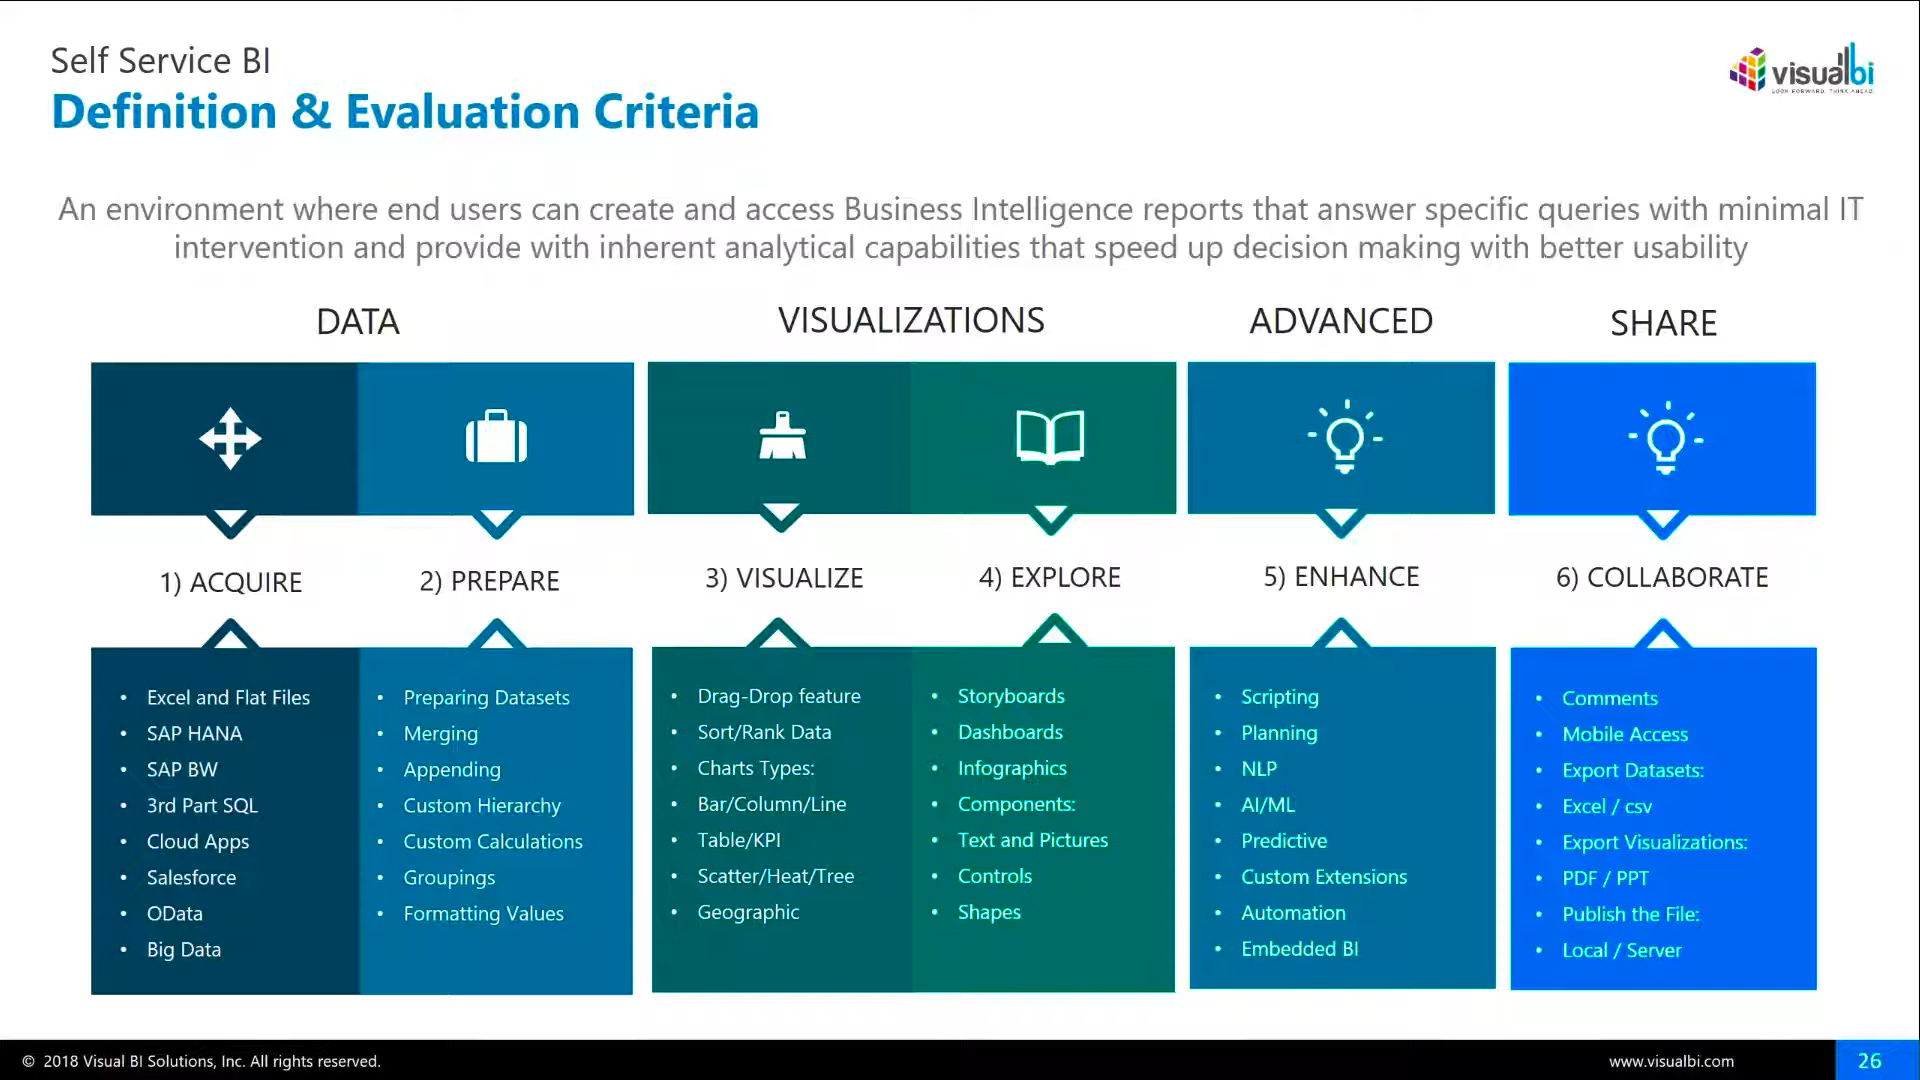 Self Service BI
Definition & Evaluation Criteria
visualbi
LOOK FORWARD. THINK AHEAD.
An environment where end users can create and access Business Intelligence reports that answer specific queries with minimal IT
intervention and provide with inherent analytical capabilities that speed up decision making with better usability
DATA
VISUALIZATIONS
ADVANCED
SHARE
1) ACQUIRE
2) PREPARE
3) VISUALIZE
4) EXPLORE
5) ENHANCE
6) COLLABORATE
• Excel and Flat Files
• SAP HANA
• SAP BW
• 3rd Part SQL
• Cloud Apps
• Salesforce
• OData
• Big Data
• Preparing Datasets
• Merging
• Appending
• Custom Hierarchy
• Custom Calculations
• Groupings
• Formatting Values
• Drag-Drop feature
• Sort/Rank Data
• Charts Types:
• Bar/Column/Line
• Table/KPI
• Scatter/Heat/Tree
• Geographic
• Storyboards
• Dashboards
• Infographics
• Components:
• Text and Pictures
• Controls
• Shapes
• Scripting
• Planning
• NLP
• AI/ML
• Predictive
• Custom Extensions
• Automation
• Embedded BI
• Comments
• Mobile Access
• Export Datasets:
• Excel / csv
• Export Visualizations:
• PDF / PPT
• Publish the File:
• Local / Server
© 2018 Visual BI Solutions, Inc. All rights reserved.
www.visualbi.com
26